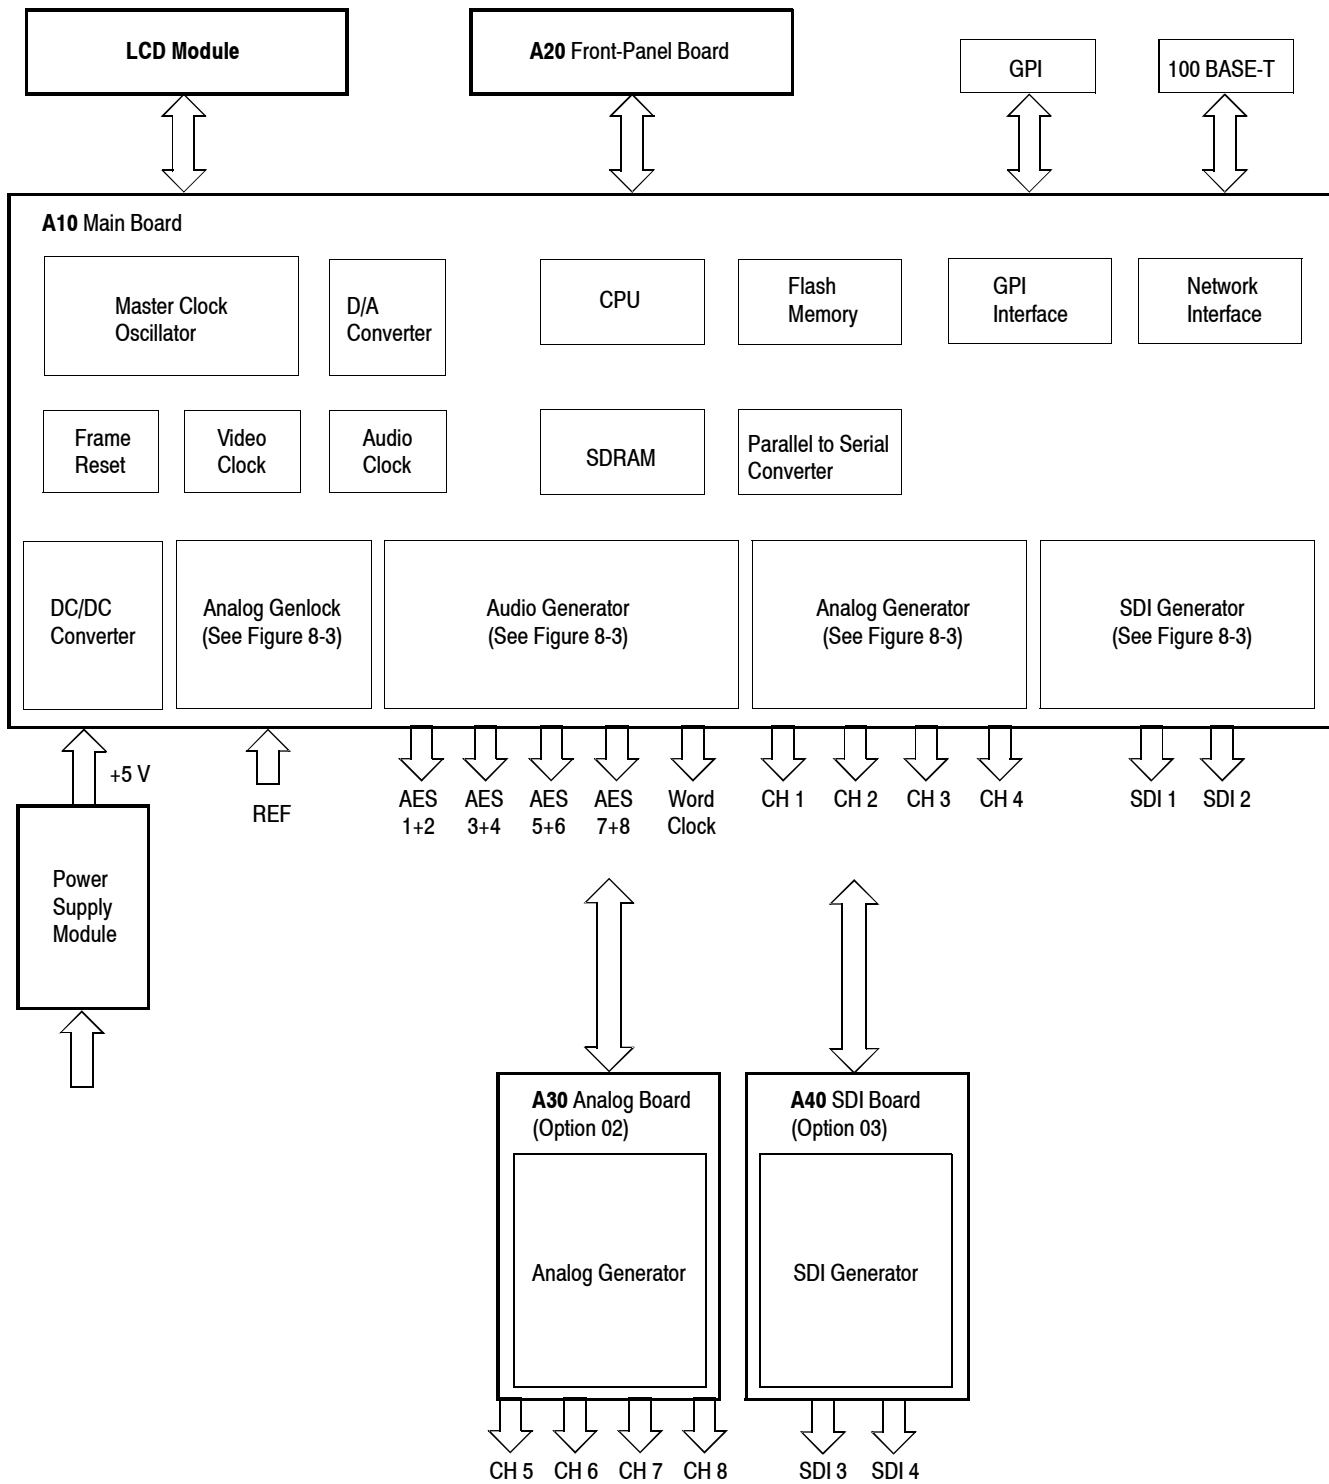 LCD Module
A20 Front-Panel Board
GPI
100 BASE-T
A10 Main Board
Master Clock
Oscillator
D/A
Converter
CPU
Flash
Memory
GPI
Interface
Network
Interface
Frame
Reset
Video
Clock
Audio
Clock
SDRAM
Parallel to Serial
Converter
DC/DC
Converter
Analog Genlock
(See Figure 8-3)
Audio Generator
(See Figure 8-3)
Analog Generator
(See Figure 8-3)
SDI Generator
(See Figure 8-3)
+5 V
REF
AES
1+2
AES
3+4
AES
5+6
AES
7+8
Word
Clock
CH 1
CH 2
CH 3
CH 4
SDI 1
SDI 2
Power
Supply
Module
A30 Analog Board
(Option 02)
Analog Generator
A40 SDI Board
(Option 03)
SDI Generator
CH 5
CH 6
CH 7
CH 8
SDI 3
SDI 4